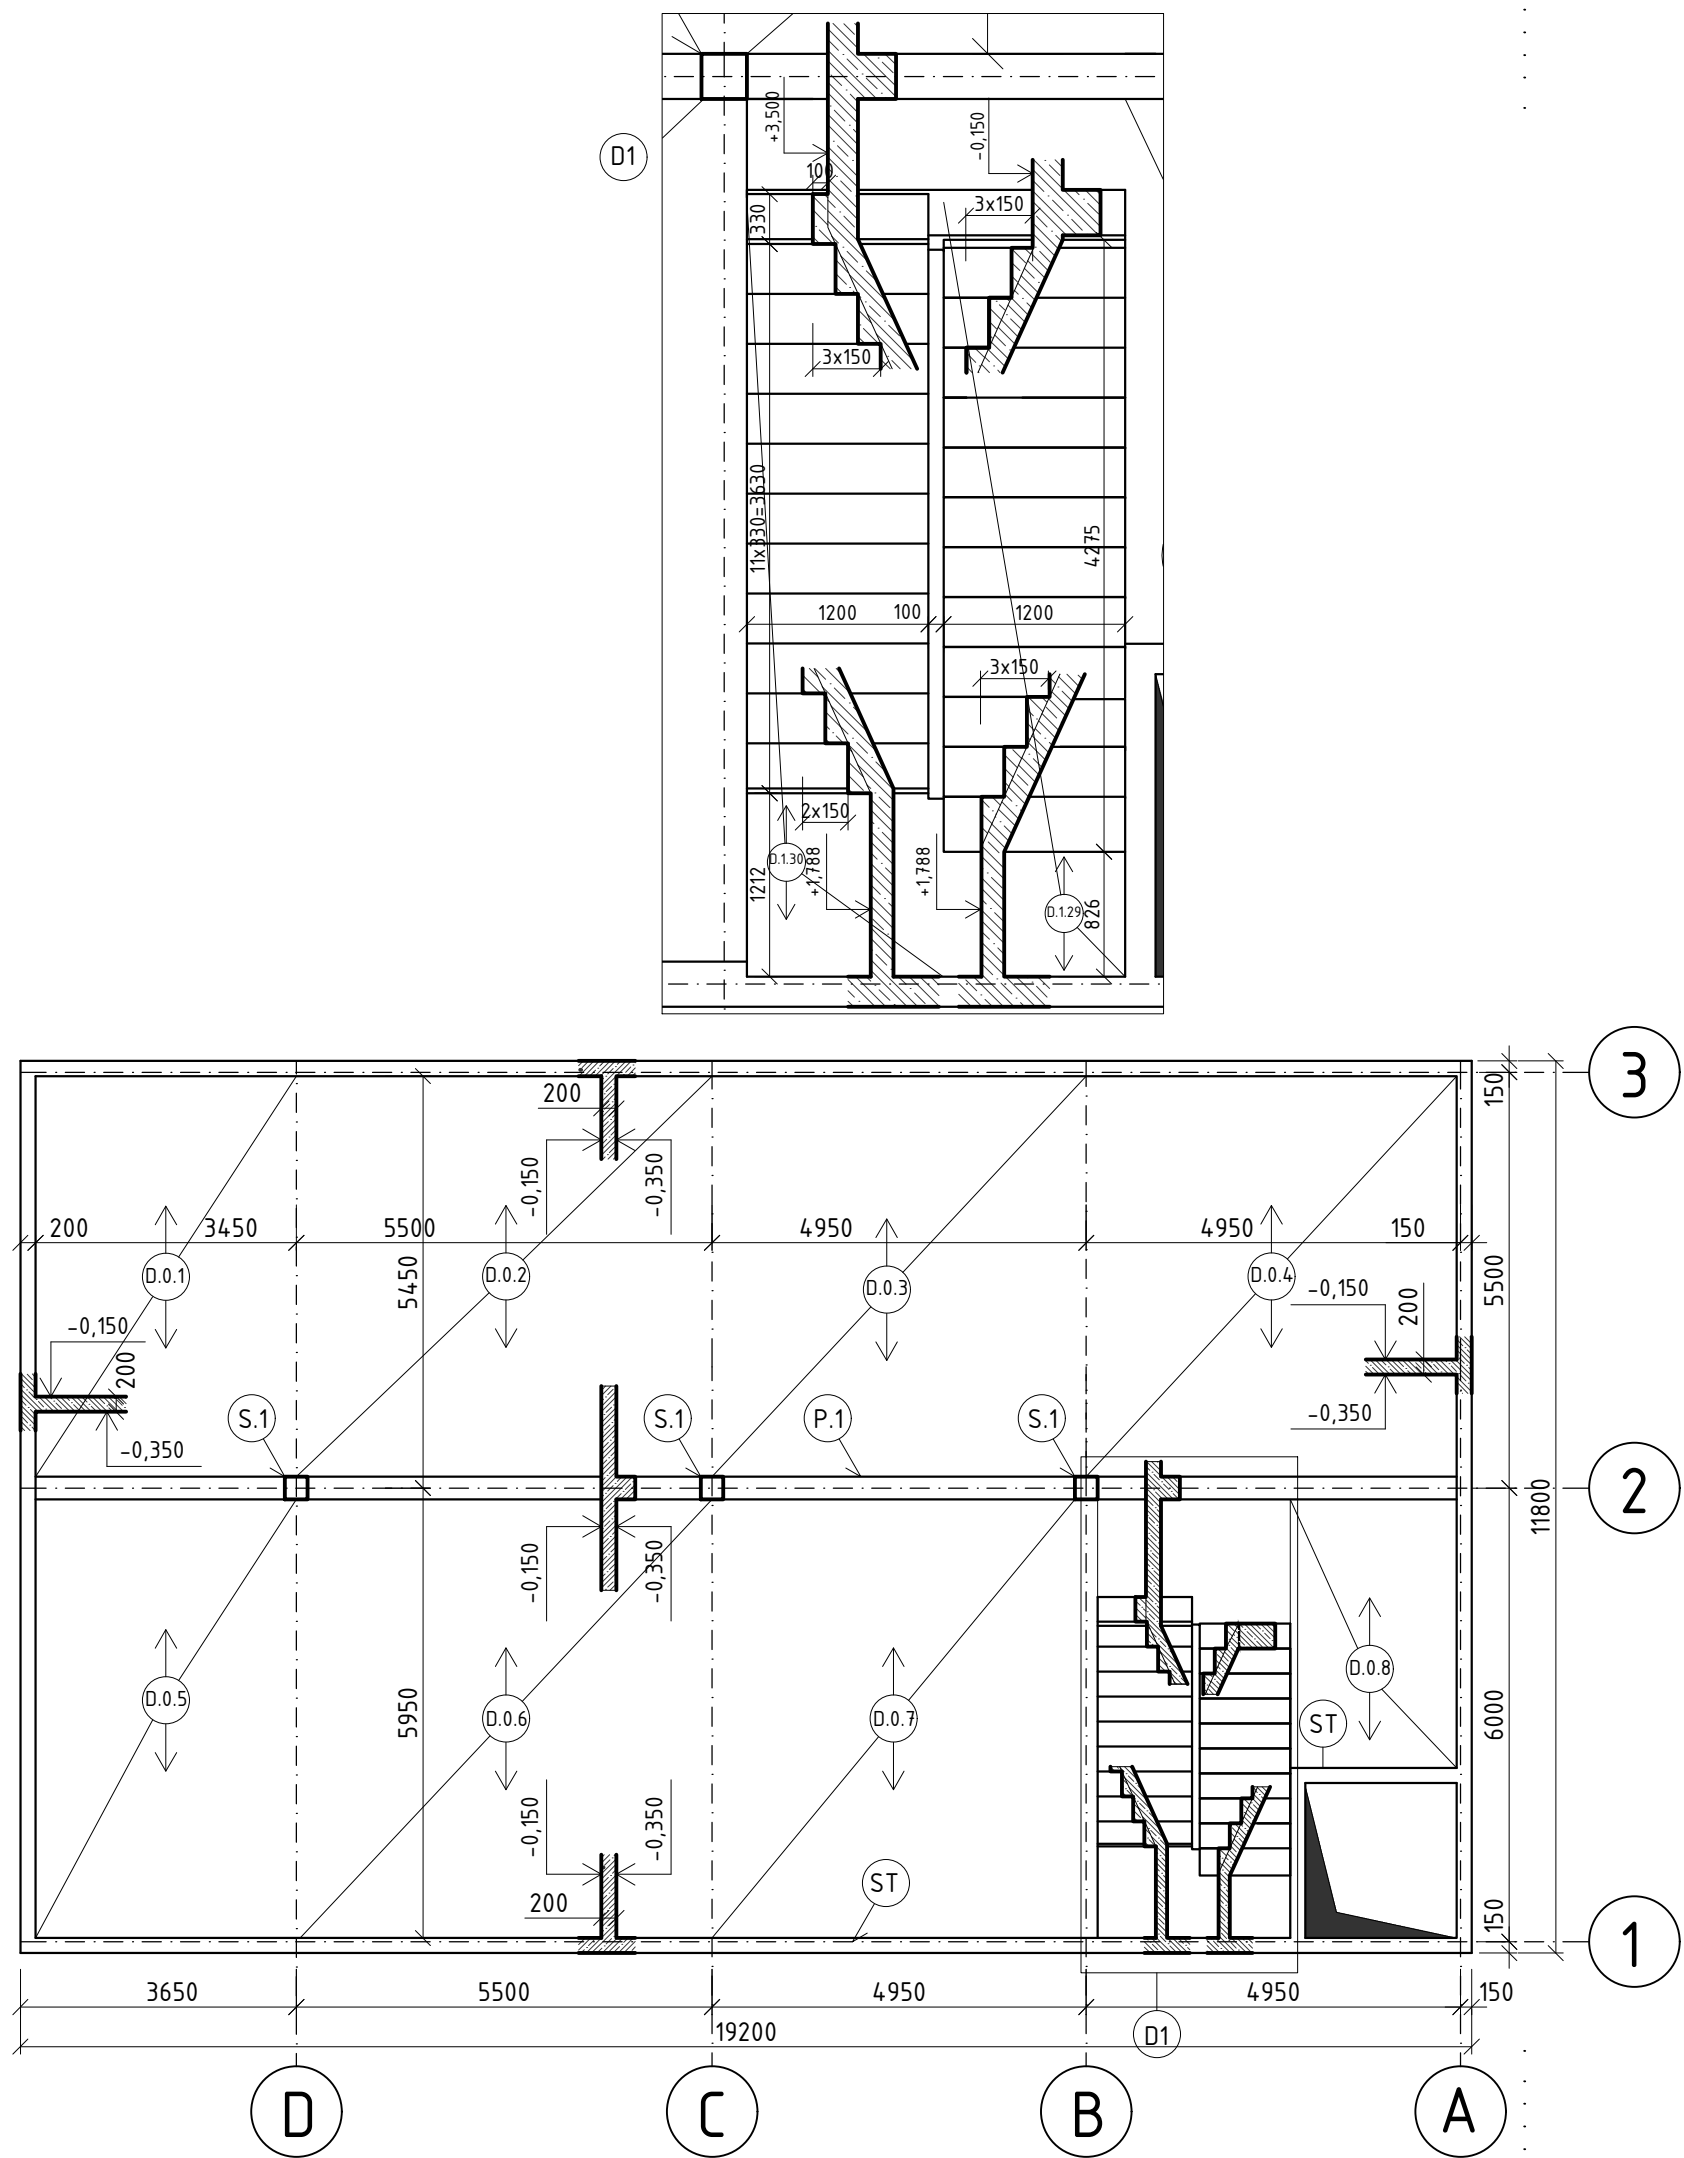 +3,500
-0,150
D1
100
3x150
330
3x150
11x330=3630
4275
1200 100 1200
3x150
2x150
D.1.30
+1,788
+1,788
1212
D.1.29
826
3
150
200
-0,150
-0,350
200 3450 5500 4950 4950 150
5450
D.0.1
D.0.2
D.0.3
D.0.4
5500
-0,150
200
-0,150
200
-0,350
-0,350
S.1
S.1
P.1
S.1
2
11800
-0,150
-0,350
D.0.5
5950
D.0.6
D.0.7
D.0.8
ST
6000
-0,150
-0,350
200
ST
150
1
3650 5500 4950 4950 150
19200
D1
D
C
B
A